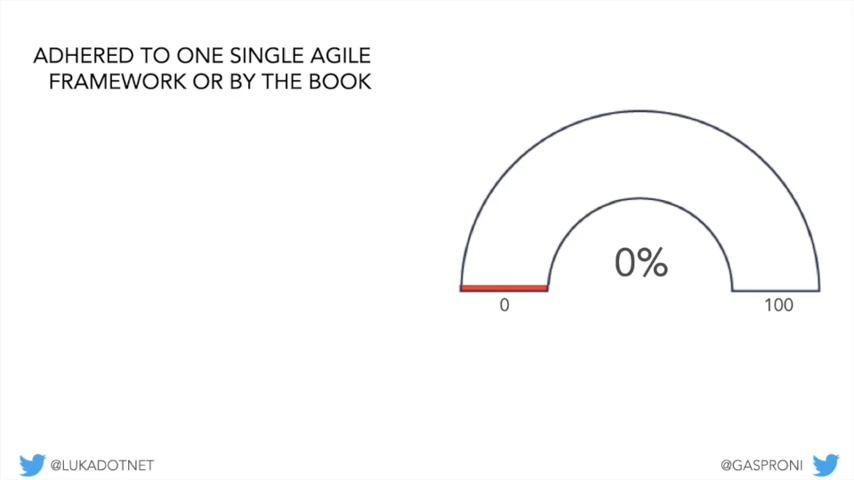 ADHERED TO ONE SINGLE AGILE
FRAMEWORK OR BY THE BOOK
0%
0
100
@LUKADOTNET
@GASPRONI